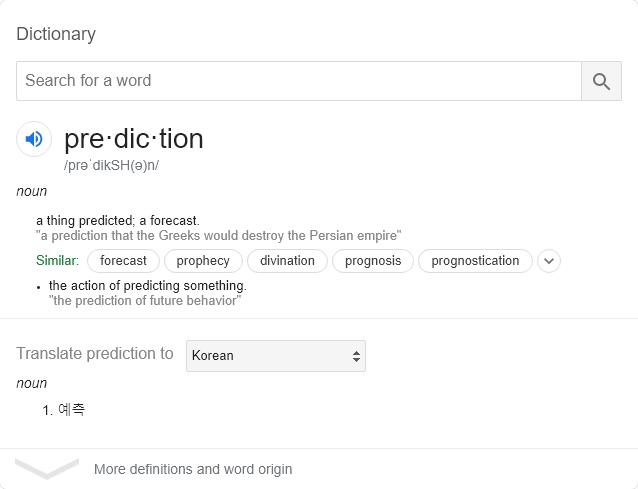 Dictionary
Search for a word
pre·dic·tion
/prəˈdikSH(ə)n/
noun
a thing predicted; a forecast.
"a prediction that the Greeks would destroy the Persian empire"
Similar: forecast prophecy divination prognosis prognostication
• the action of predicting something.
"the prediction of future behavior"
Translate prediction to Korean
noun
1. 예측
More definitions and word origin